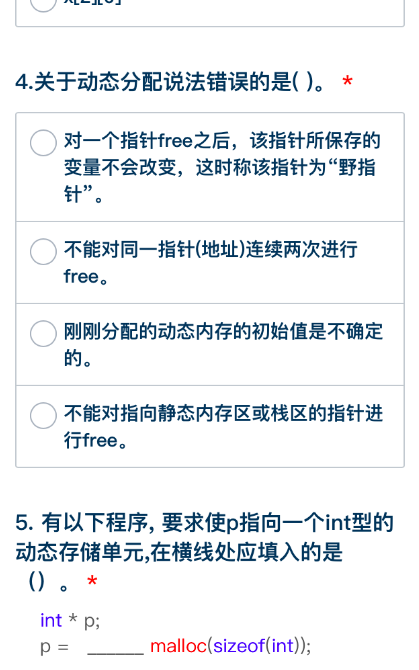 4.关于动态分配说法错误的是( )。 *
对一个指针free之后，该指针所保存的
变量不会改变，这时称该指针为“野指
针”。
不能对同一指针(地址)连续两次进行
free。
刚刚分配的动态内存的初始值是不确定
的。
不能对指向静态内存区或栈区的指针进
行free。
5. 有以下程序, 要求使p指向一个int型的
动态存储单元,在横线处应填入的是
（）。 *
int * p;
p = ______ malloc(sizeof(int));